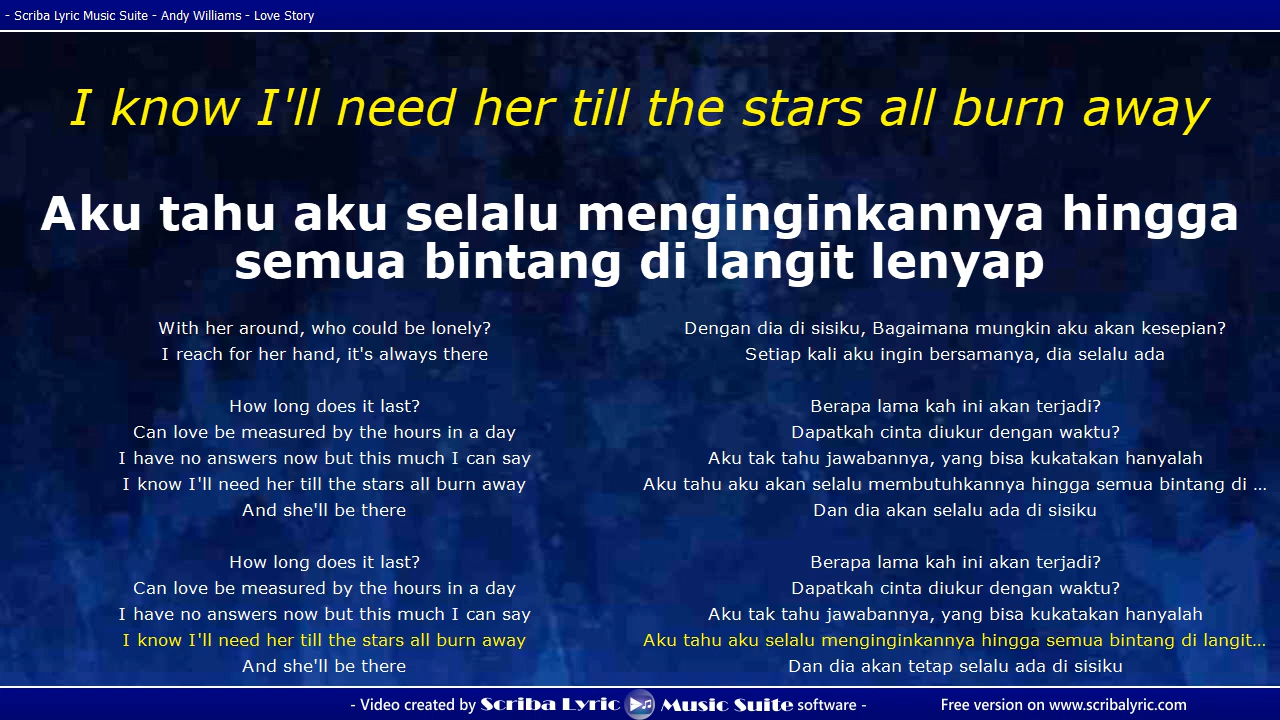 - Scriba Lyric Music Suite - Andy Williams - Love Story
I know I'll need her till the stars all burn away
Aku tahu aku selalu menginginkannya hingga
semua bintang di langit lenyap
With her around, who could be lonely?
I reach for her hand, it's always there
How long does it last?
Can love be measured by the hours in a day
I have no answers now but this much I can say
I know I'll need her till the stars all burn away
And she'll be there
How long does it last?
Can love be measured by the hours in a day
I have no answers now but this much I can say
I know I'll need her till the stars all burn away
And she'll be there
Dengan dia di sisiku, Bagaimana mungkin aku akan kesepian?
Setiap kali aku ingin bersamanya, dia selalu ada
Berapa lama kah ini akan terjadi?
Dapatkah cinta diukur dengan waktu?
Aku tak tahu jawabannya, yang bisa kukatakan hanyalah
Aku tahu aku akan selalu membutuhkannya hingga semua bintang di ...
Dan dia akan selalu ada di sisiku
Berapa lama kah ini akan terjadi?
Dapatkah cinta diukur dengan waktu?
Aku tak tahu jawabannya, yang bisa kukatakan hanyalah
Aku tahu aku selalu menginginkannya hingga semua bintang di langit...
Dan dia akan tetap selalu ada di sisiku
- Video created by Scriba Lyric Music Suite software - Free version on www.scribalyric.com